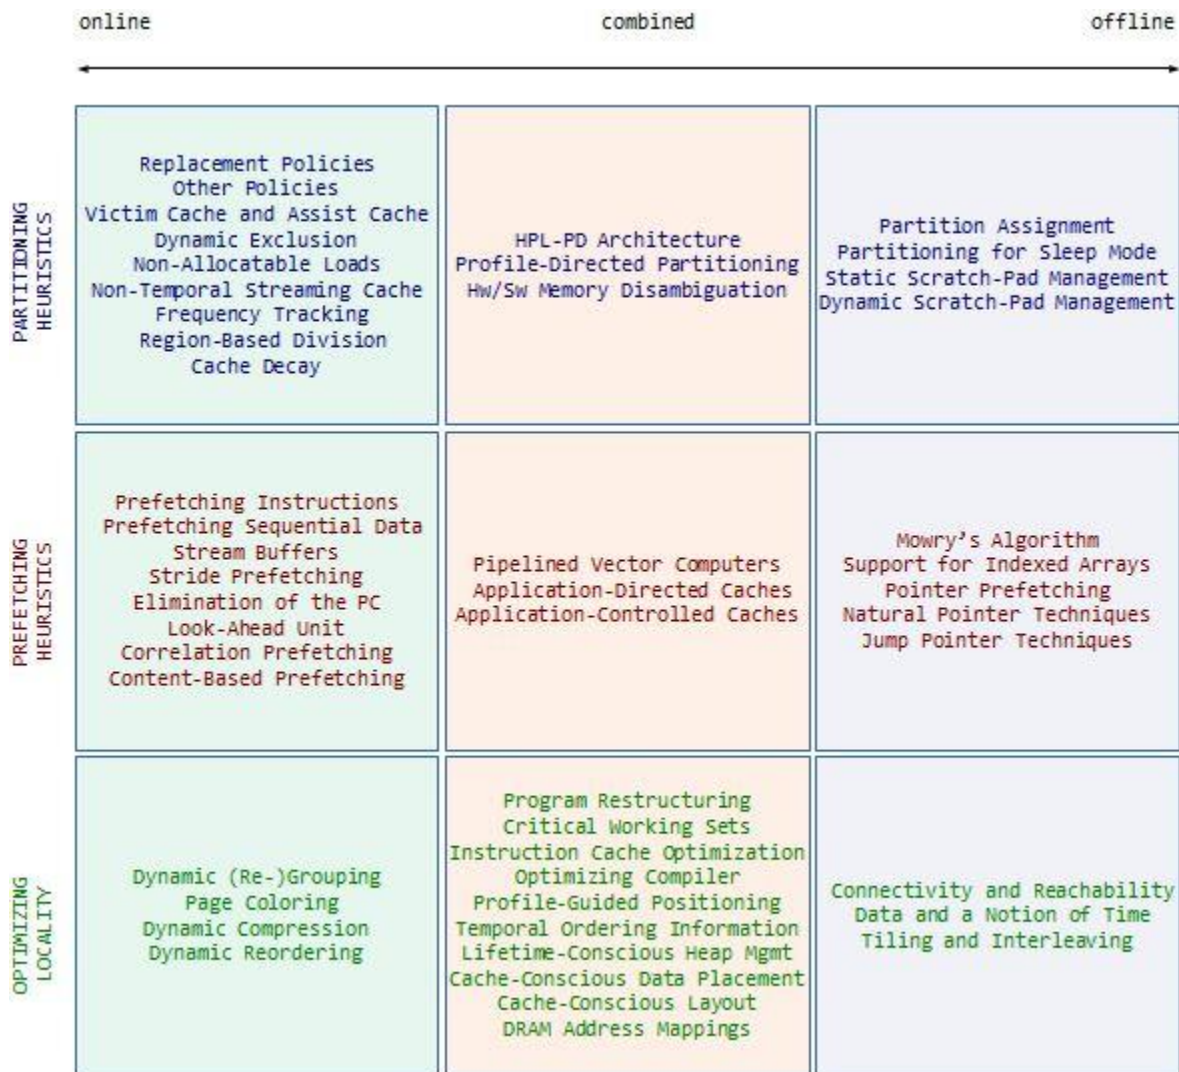 online combined offline
PARTITIONING
HEURISTICS
Replacement Policies
Other Policies
Victim Cache and Assist Cache
Dynamic Exclusion
Non-Allocatable Loads
Non-Temporal Streaming Cache
Frequency Tracking
Region-Based Division
Cache Decay
HPL-PD Architecture
Profile-Directed Partitioning
Hw/Sw Memory Disambiguation
Partition Assignment
Partitioning for Sleep Mode
Static Scratch-Pad Management
Dynamic Scratch-Pad Management
PREFETCHING
HEURISTICS
Prefetching Instructions
Prefetching Sequential Data
Stream Buffers
Stride Prefetching
Elimination of the PC
Look-Ahead Unit
Correlation Prefetching
Content-Based Prefetching
Pipelined Vector Computers
Application-Directed Caches
Application-Controlled Caches
Mowry’s Algorithm
Support for Indexed Arrays
Pointer Prefetching
Natural Pointer Techniques
Jump Pointer Techniques
OPTIMIZING
LOCALITY
Dynamic (Re-)Grouping
Page Coloring
Dynamic Compression
Dynamic Reordering
Program Restructuring
Critical Working Sets
Instruction Cache Optimization
Optimizing Compiler
Profile-Guided Positioning
Temporal Ordering Information
Lifetime-Conscious Heap Mgmt
Cache-Conscious Data Placement
Cache-Conscious Layout
DRAM Address Mappings
Connectivity and Reachability
Data and a Notion of Time
Tiling and Interleaving